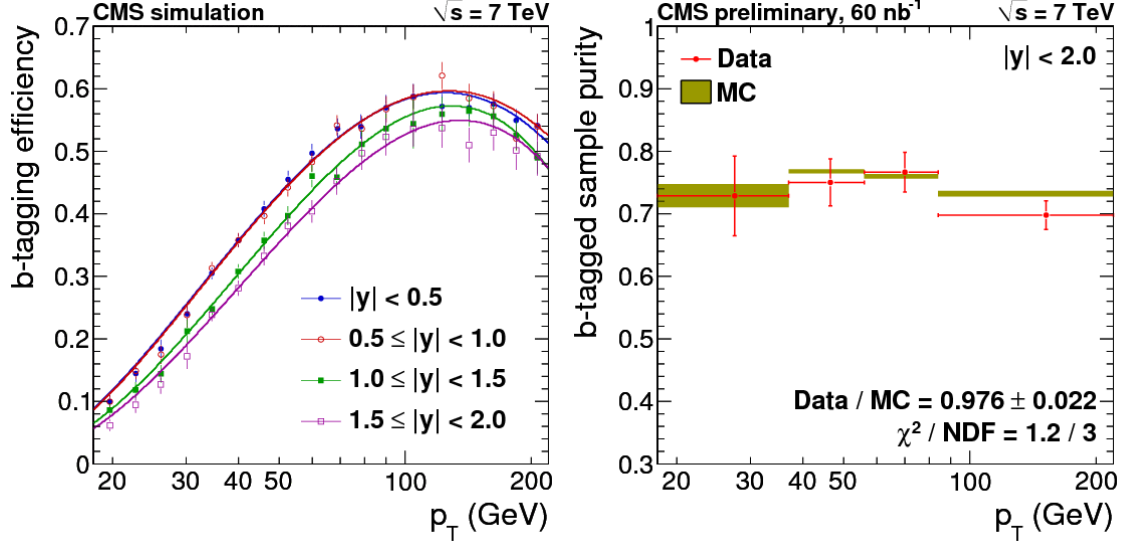 CMS simulation √s = 7 TeV
b-tagging efficiency
0.7
0.6
0.5
0.4
0.3
0.2
0.1
0
|y| < 0.5
0.5 ≤ |y| < 1.0
1.0 ≤ |y| < 1.5
1.5 ≤ |y| < 2.0
20 30 40 50 100 200
p_T (GeV)
CMS preliminary, 60 nb⁻¹ √s = 7 TeV
b-tagged sample purity
1
0.9
0.8
0.7
0.6
0.5
0.4
0.3
Data
MC
|y| < 2.0
Data / MC = 0.976 ± 0.022
χ² / NDF = 1.2 / 3
20 30 40 50 100 200
p_T (GeV)